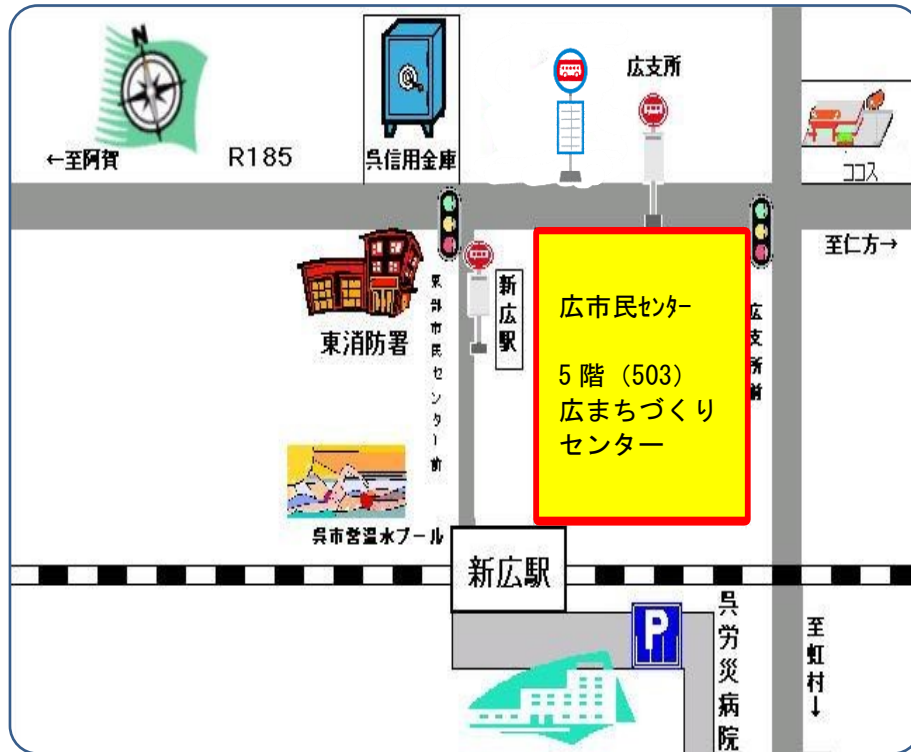 N
←至阿賀
R185
呉信用金庫
広支所
ココス
至仁方→
東消防署
東部市民センター前
新広駅
広市民センター
5階（503）
広まちづくり
センター
広支所前
呉市営温水プール
新広駅
P
呉労災病院
至虹村↓